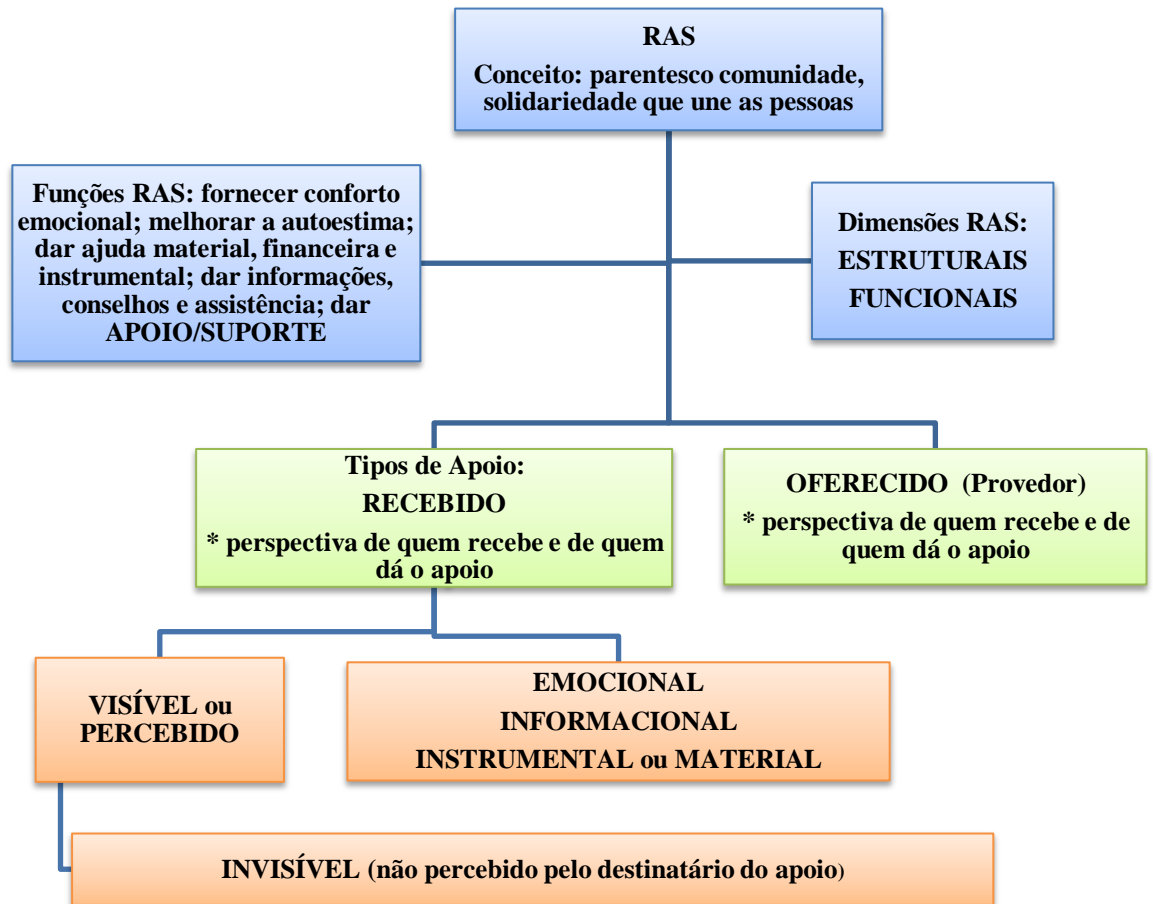 RAS
Conceito: parentesco comunidade,
solidariedade que une as pessoas
Funções RAS: fornecer conforto
emocional; melhorar a autoestima;
dar ajuda material, financeira e
instrumental; dar informações,
conselhos e assistência; dar
APOIO/SUPORTE
Dimensões RAS:
ESTRUTURAIS
FUNCIONAIS
Tipos de Apoio:
RECEBIDO
* perspectiva de quem recebe e de quem
dá o apoio
OFERECIDO (Provedor)
* perspectiva de quem recebe e de
quem dá o apoio
VISÍVEL ou
PERCEBIDO
EMOCIONAL
INFORMACIONAL
INSTRUMENTAL ou MATERIAL
INVISÍVEL (não percebido pelo destinatário do apoio)